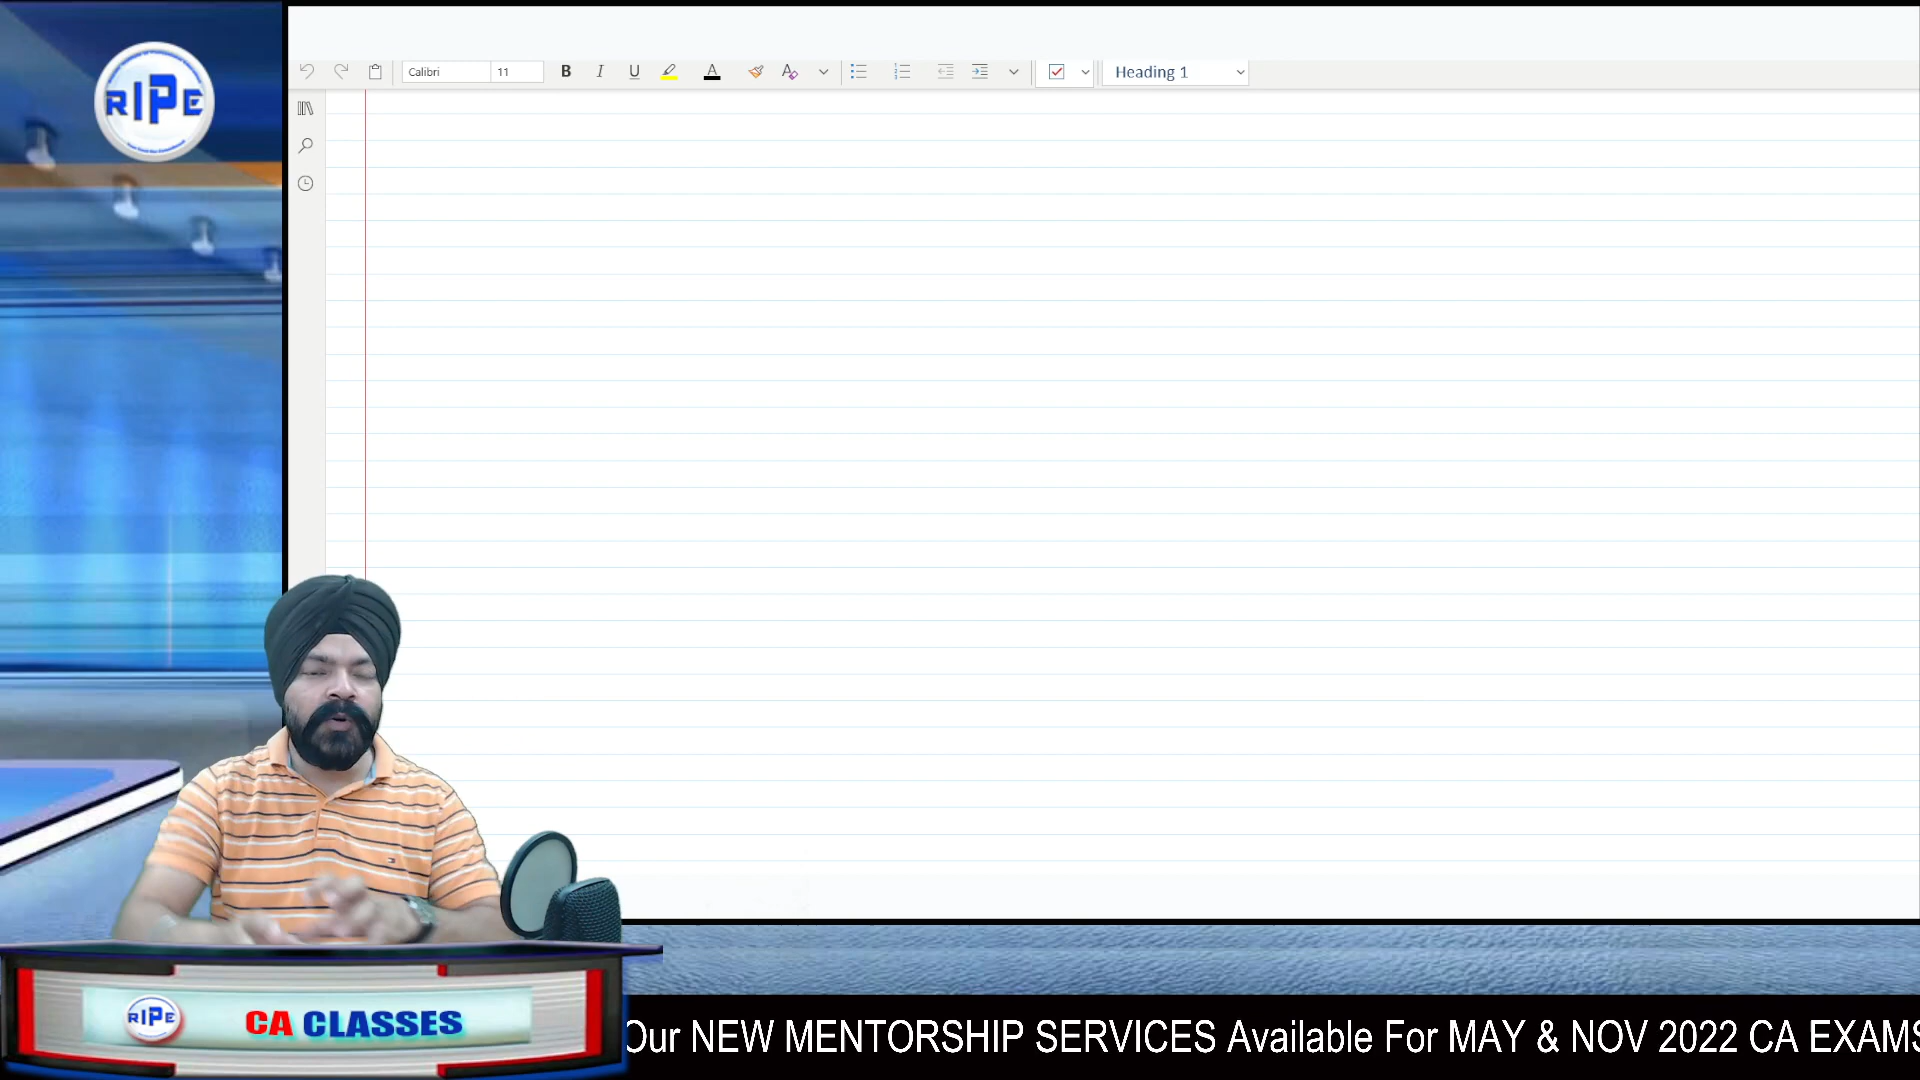 RIPE
Calibri
11
B I U
A
A
Heading 1
RIPE
CA CLASSES
Our NEW MENTORSHIP SERVICES Available For MAY & NOV 2022 CA EXAMS